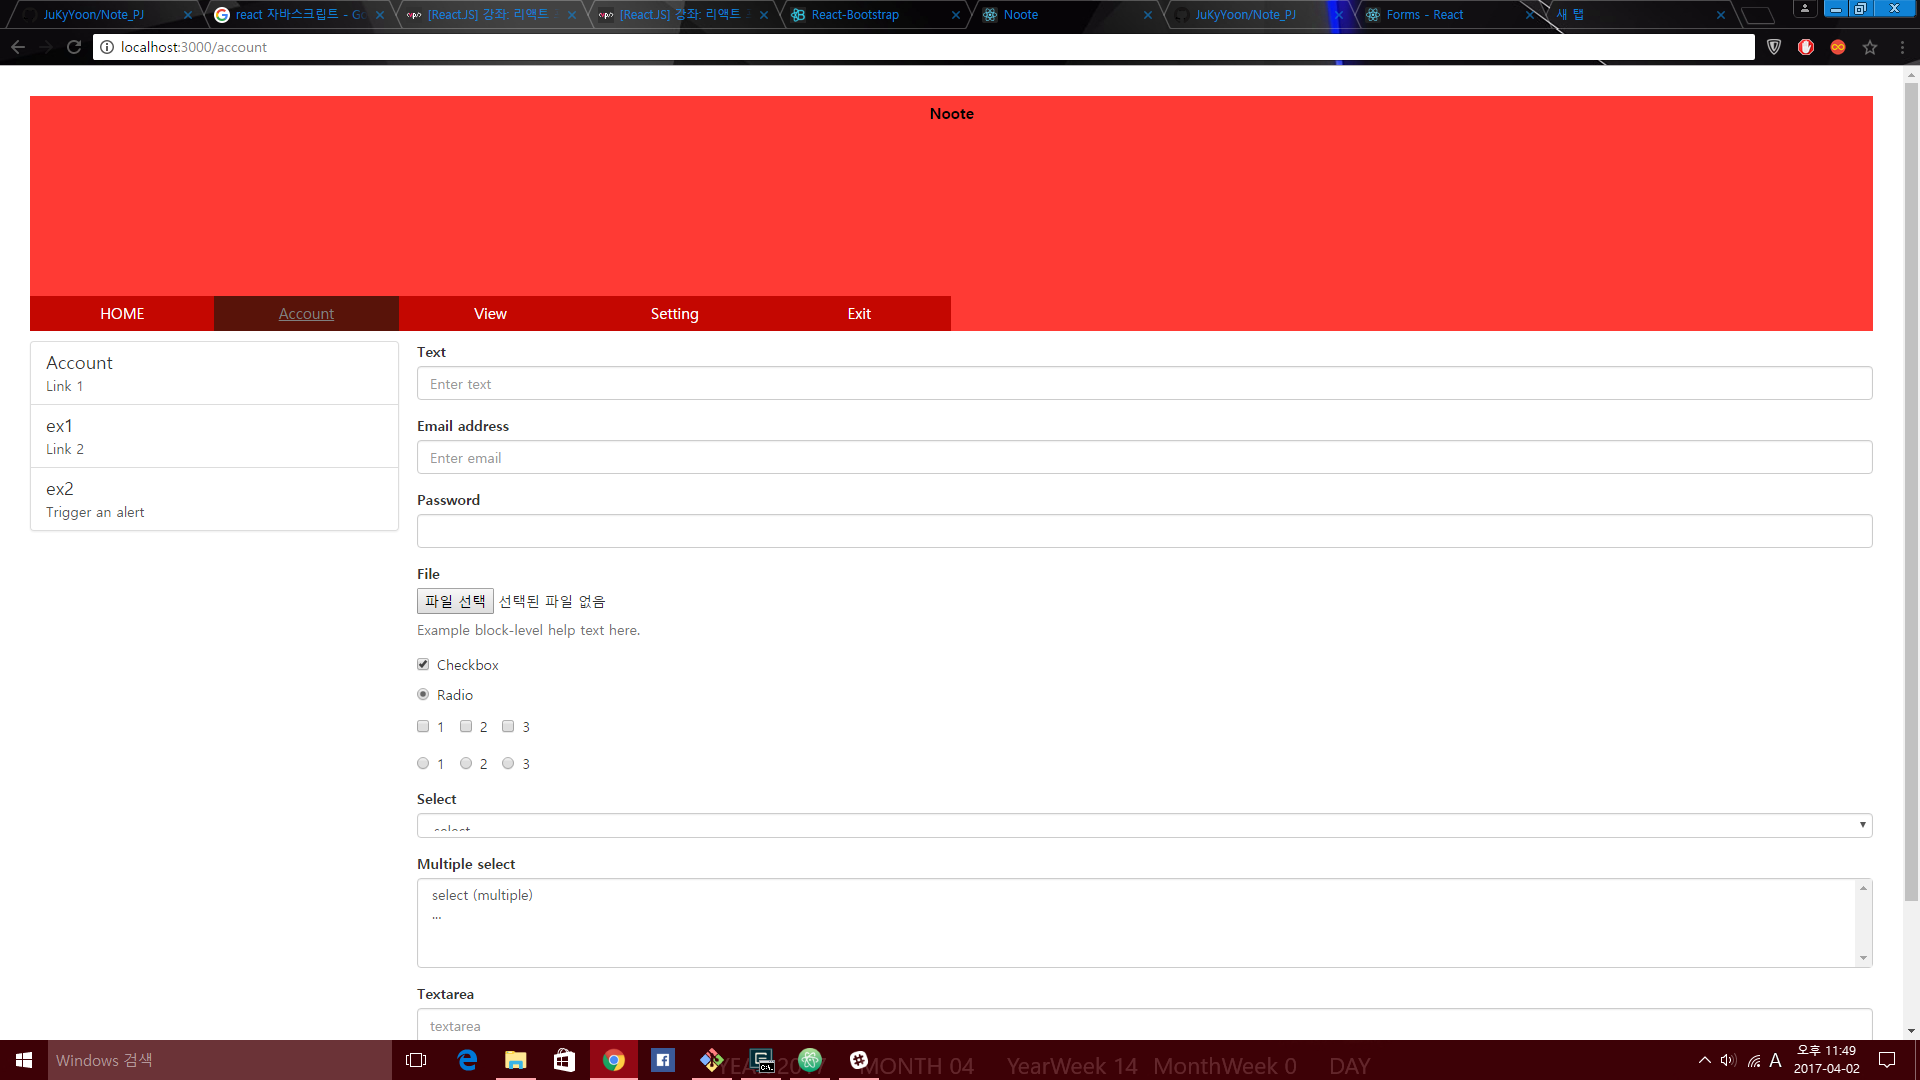 JuKyYoon/Note_PJ
react 자바스크립트 - Go
[ReactJS] 강좌: 리액트
[ReactJS] 강좌: 리액트
React-Bootstrap
Noote
JuKyYoon/Note_PJ
Forms - React
새 탭
localhost:3000/account
Noote
HOME
Account
View
Setting
Exit
Account
Link 1
ex1
Link 2
ex2
Trigger an alert
Text
Enter text
Email address
Enter email
Password
File
파일 선택 선택된 파일 없음
Example block-level help text here.
Checkbox
Radio
1 2 3
1 2 3
Select
select
Multiple select
select (multiple)
...
Textarea
textarea
Windows 검색
MONTH 04 YearWeek 14 MonthWeek 0 DAY
A
오후 11:49
2017-04-02